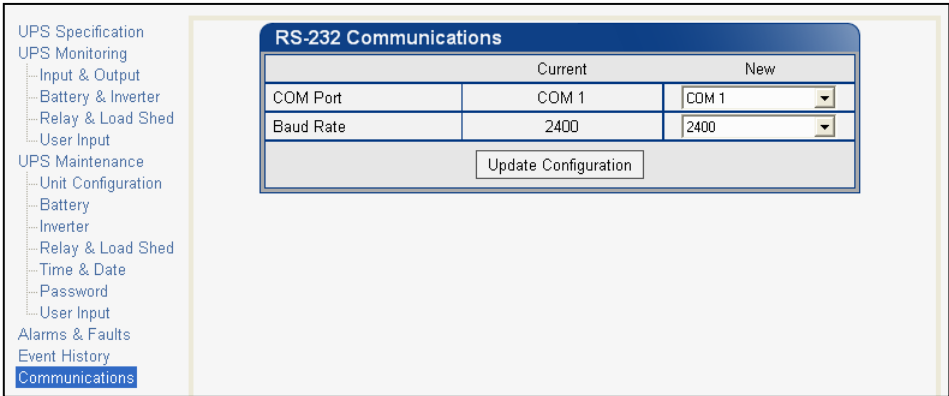 UPS Specification
UPS Monitoring
Input & Output
Battery & Inverter
Relay & Load Shed
User Input
UPS Maintenance
Unit Configuration
Battery
Inverter
Relay & Load Shed
Time & Date
Password
User Input
Alarms & Faults
Event History
Communications
RS-232 Communications
Current New
COM Port COM 1 COM 1
Baud Rate 2400 2400
Update Configuration